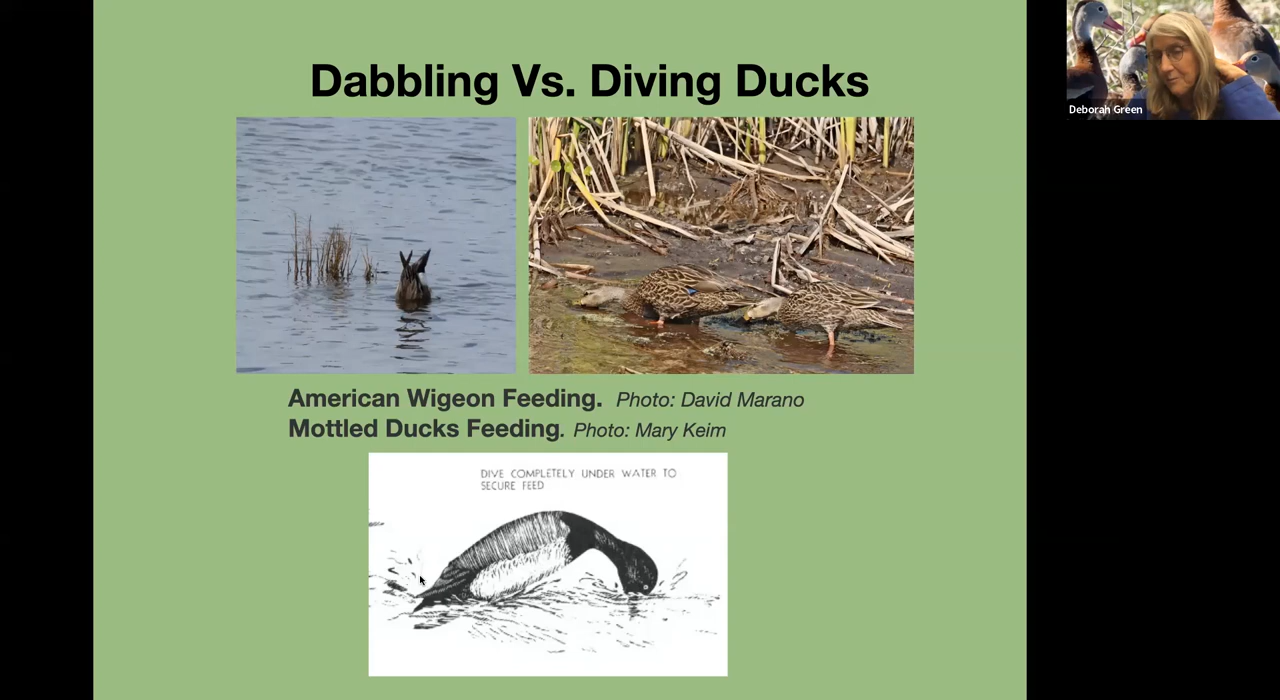 Dabbling Vs. Diving Ducks
American Wigeon Feeding. Photo: David Marano
Mottled Ducks Feeding. Photo: Mary Keim
DIVE COMPLETELY UNDER WATER TO
SECURE FEED
Deborah Green